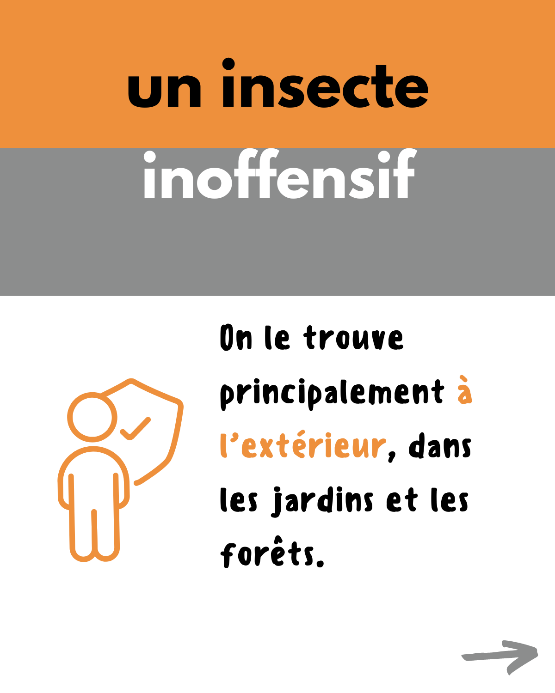 un insecte
inoffensif
On le trouve
principalement à
l'extérieur, dans
les jardins et les
forêts.